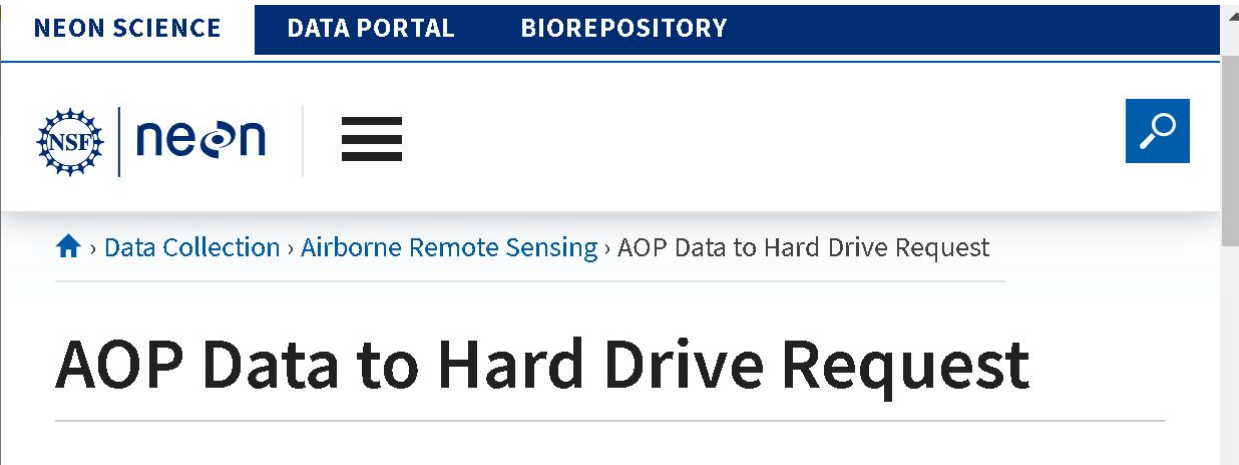 NEON SCIENCE DATA PORTAL BIOREPOSITORY
NSF neon
› Data Collection › Airborne Remote Sensing › AOP Data to Hard Drive Request
AOP Data to Hard Drive Request